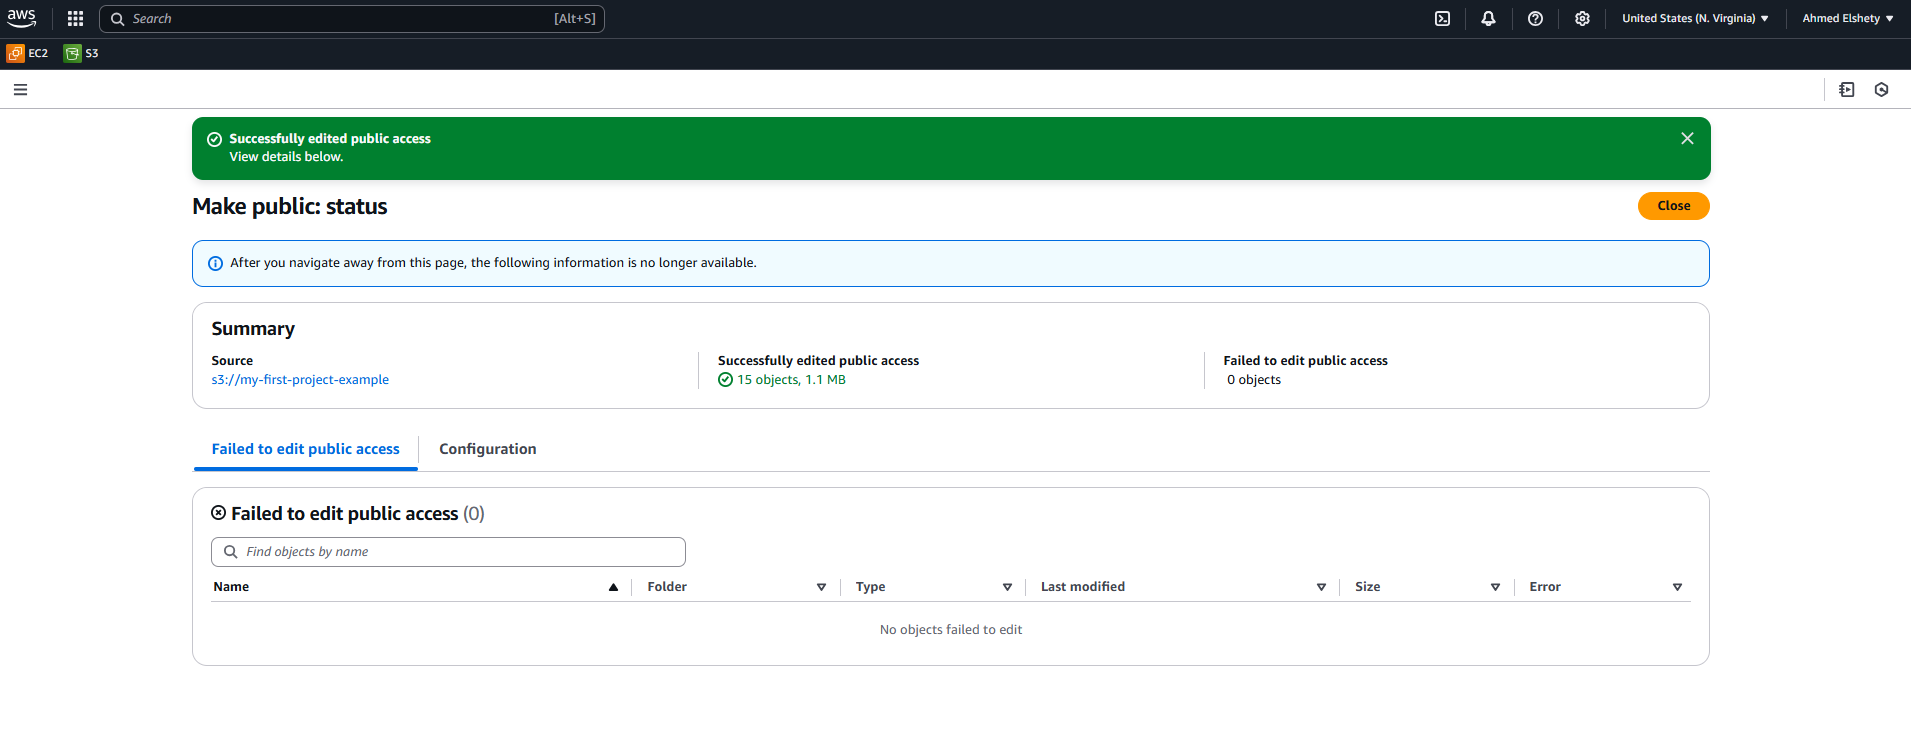 aws
Search [Alt+S]
United States (N. Virginia)
Ahmed Elshety
EC2
S3
Successfully edited public access
View details below.
Make public: status
Close
After you navigate away from this page, the following information is no longer available.
Summary
Source
s3://my-first-project-example
Successfully edited public access
15 objects, 1.1 MB
Failed to edit public access
0 objects
Failed to edit public access
Configuration
Failed to edit public access (0)
Find objects by name
Name Folder Type Last modified Size Error
No objects failed to edit